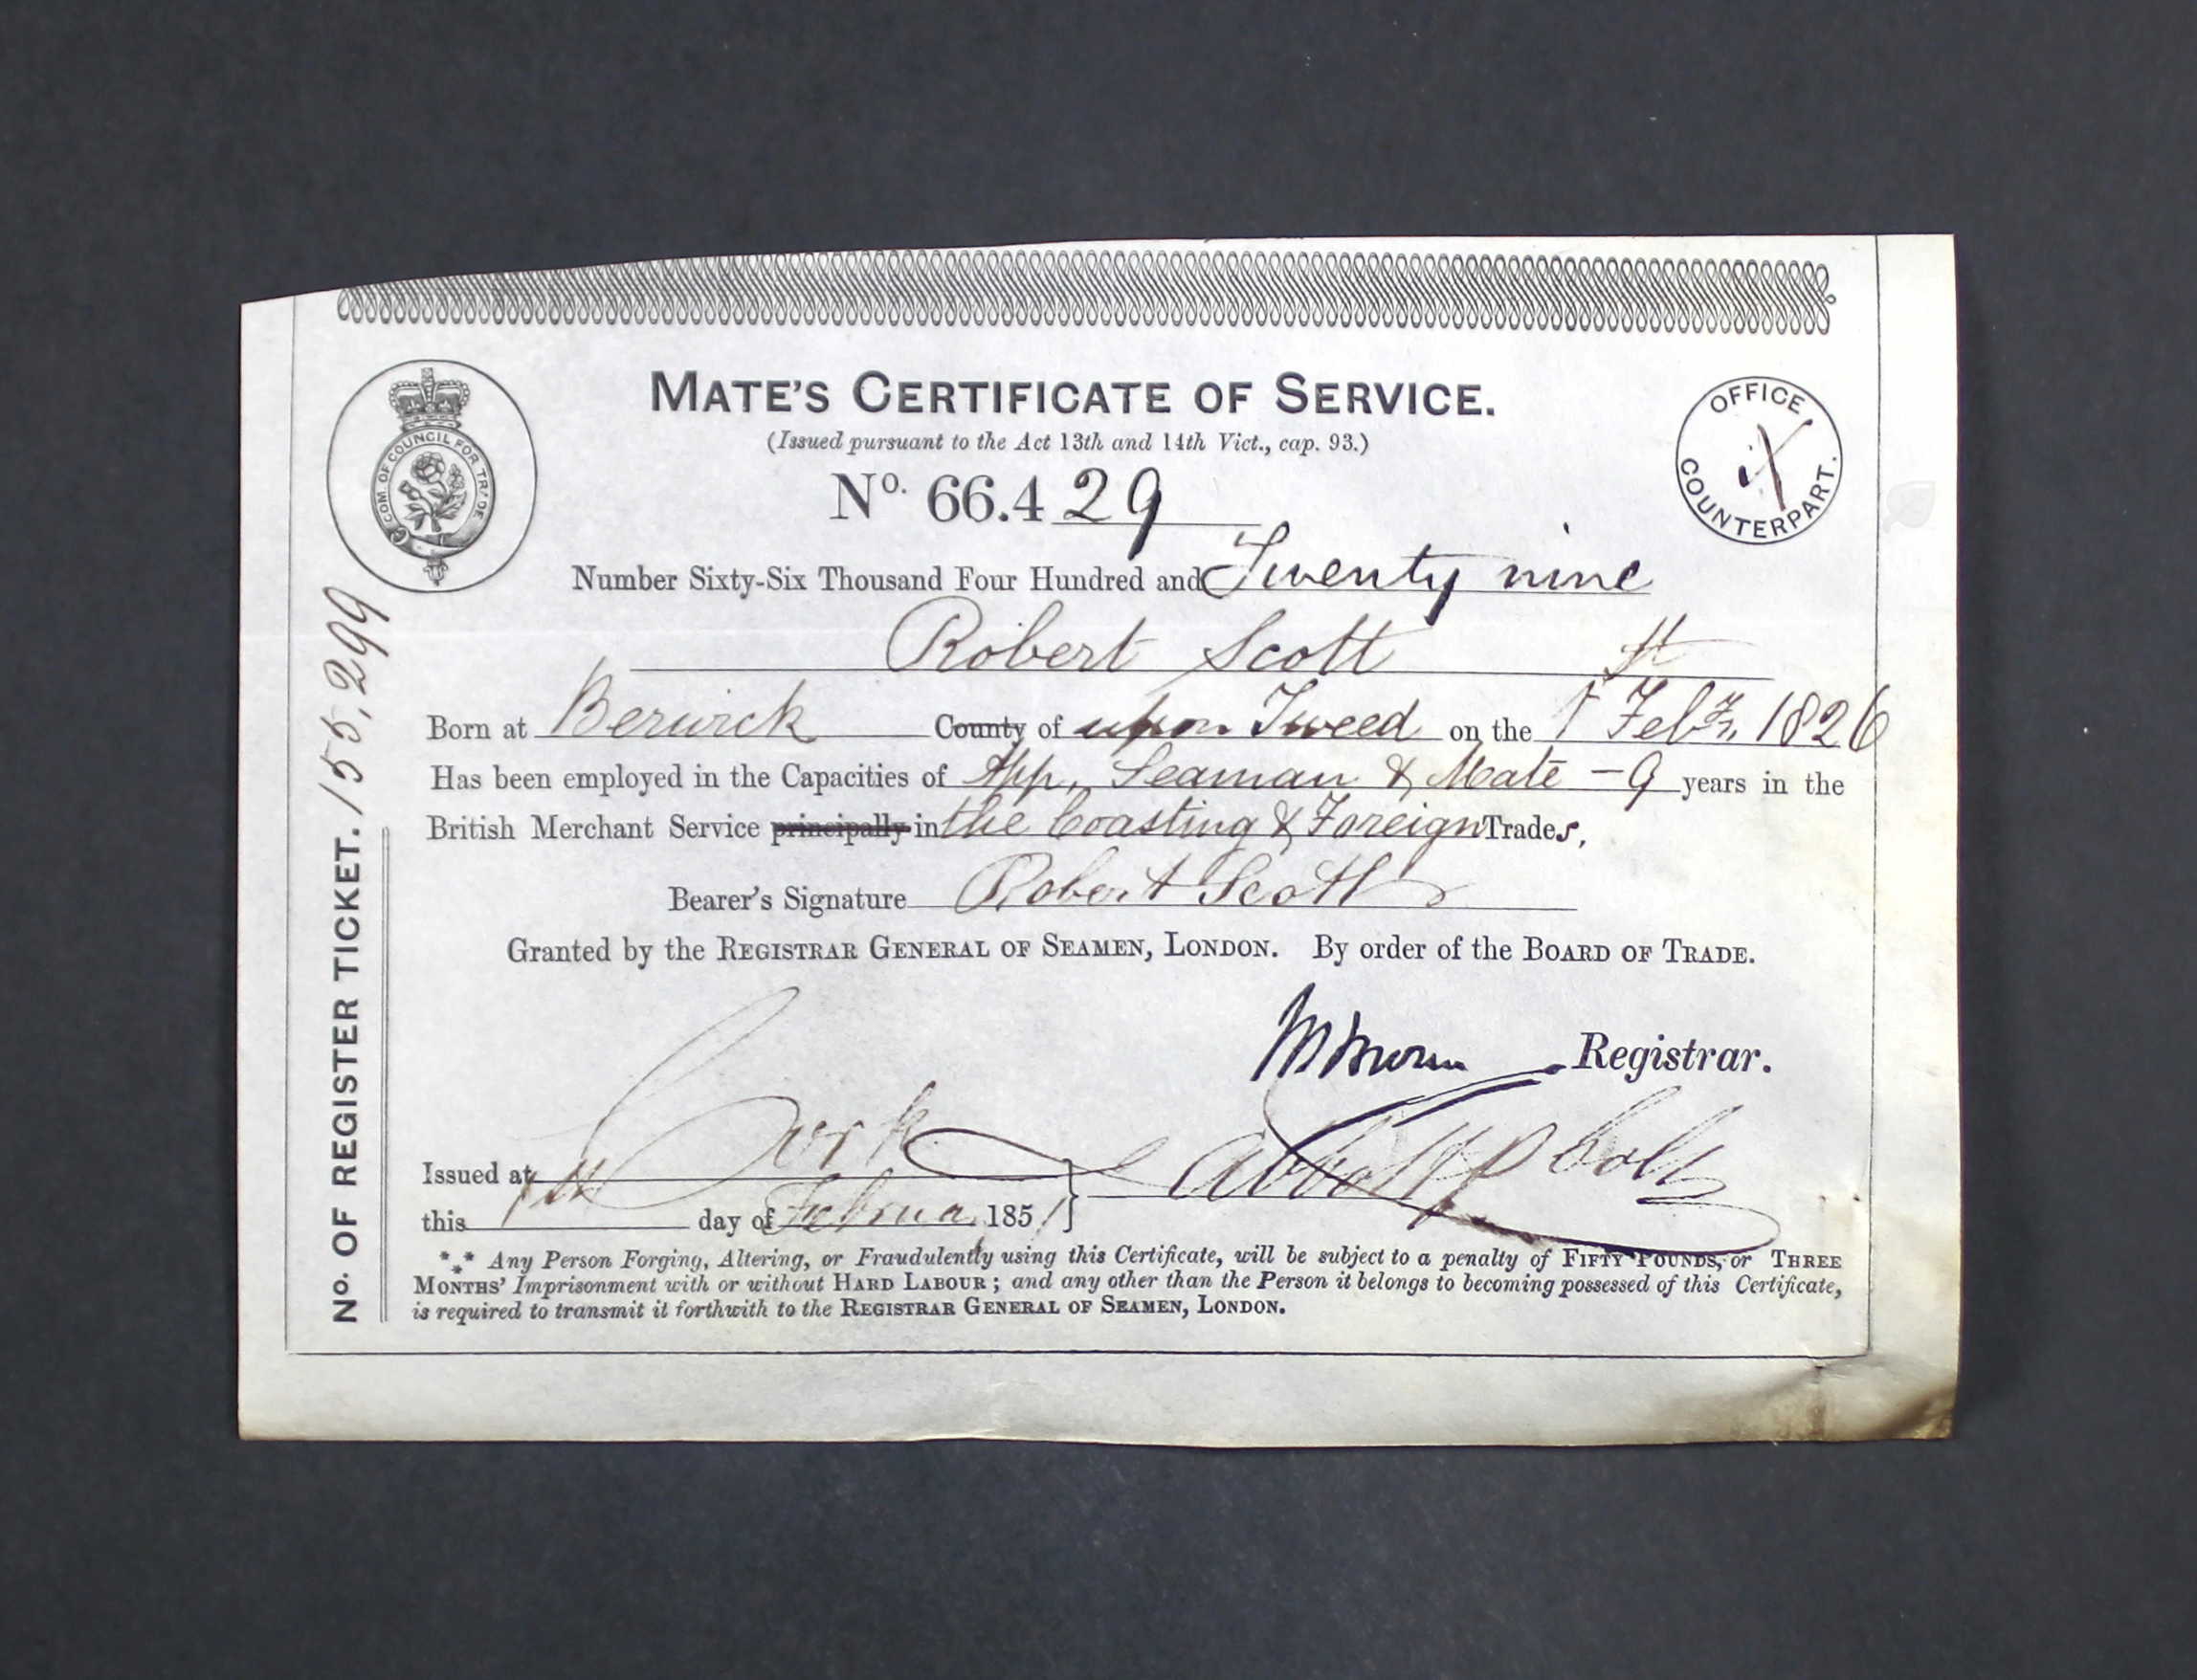 MATE'S CERTIFICATE OF SERVICE.
(Issued pursuant to the Act 13th and 14th Vict., cap. 93.)
COM. OF COUNCIL FOR TRADE
OFFICE COUNTERPART.
No. 66.4 29
Number Sixty-Six Thousand Four Hundred and Twenty nine
Robert Scott
Born at Berwick County of upon Tweed on the 1st Feby, 1826
Has been employed in the Capacities of App, Seaman & Mate - 9 years in the
British Merchant Service principally in the Coasting & Foreign Trades,
Bearer's Signature Robert Scott
Granted by the REGISTRAR GENERAL OF SEAMEN, LONDON. By order of the BOARD OF TRADE.
Registrar.
Issued at Cork
this day of February 1851
*** Any Person Forging, Altering, or Fraudulently using this Certificate, will be subject to a penalty of FIFTY POUNDS, or THREE
MONTHS' Imprisonment with or without HARD LABOUR; and any other than the Person it belongs to becoming possessed of this Certificate,
is required to transmit it forthwith to the REGISTRAR GENERAL OF SEAMEN, LONDON.
No. OF REGISTER TICKET. 155,299